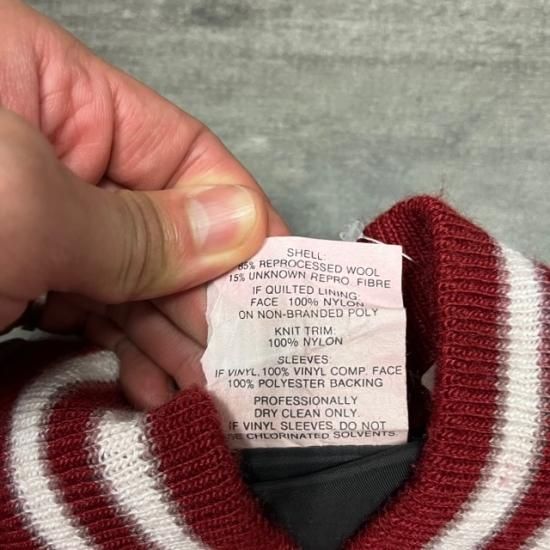 SHELL:
85% REPROCESSED WOOL
15% UNKNOWN REPRO. FIBRE
IF QUILTED LINING:
FACE 100% NYLON
ON NON-BRANDED POLY
KNIT TRIM:
100% NYLON
SLEEVES:
IF VINYL, 100% VINYL COMP. FACE
100% POLYESTER BACKING
PROFESSIONALLY
DRY CLEAN ONLY.
IF VINYL SLEEVES, DO NOT
USE CHLORINATED SOLVENTS.